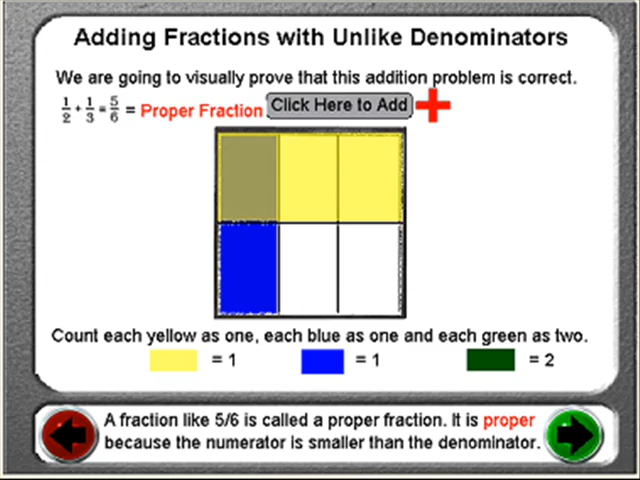 Adding Fractions with Unlike Denominators
We are going to visually prove that this addition problem is correct.
1/2 + 1/3 = 5/6 = Proper Fraction Click Here to Add
Count each yellow as one, each blue as one and each green as two.
= 1 = 1 = 2
A fraction like 5/6 is called a proper fraction. It is proper
because the numerator is smaller than the denominator.